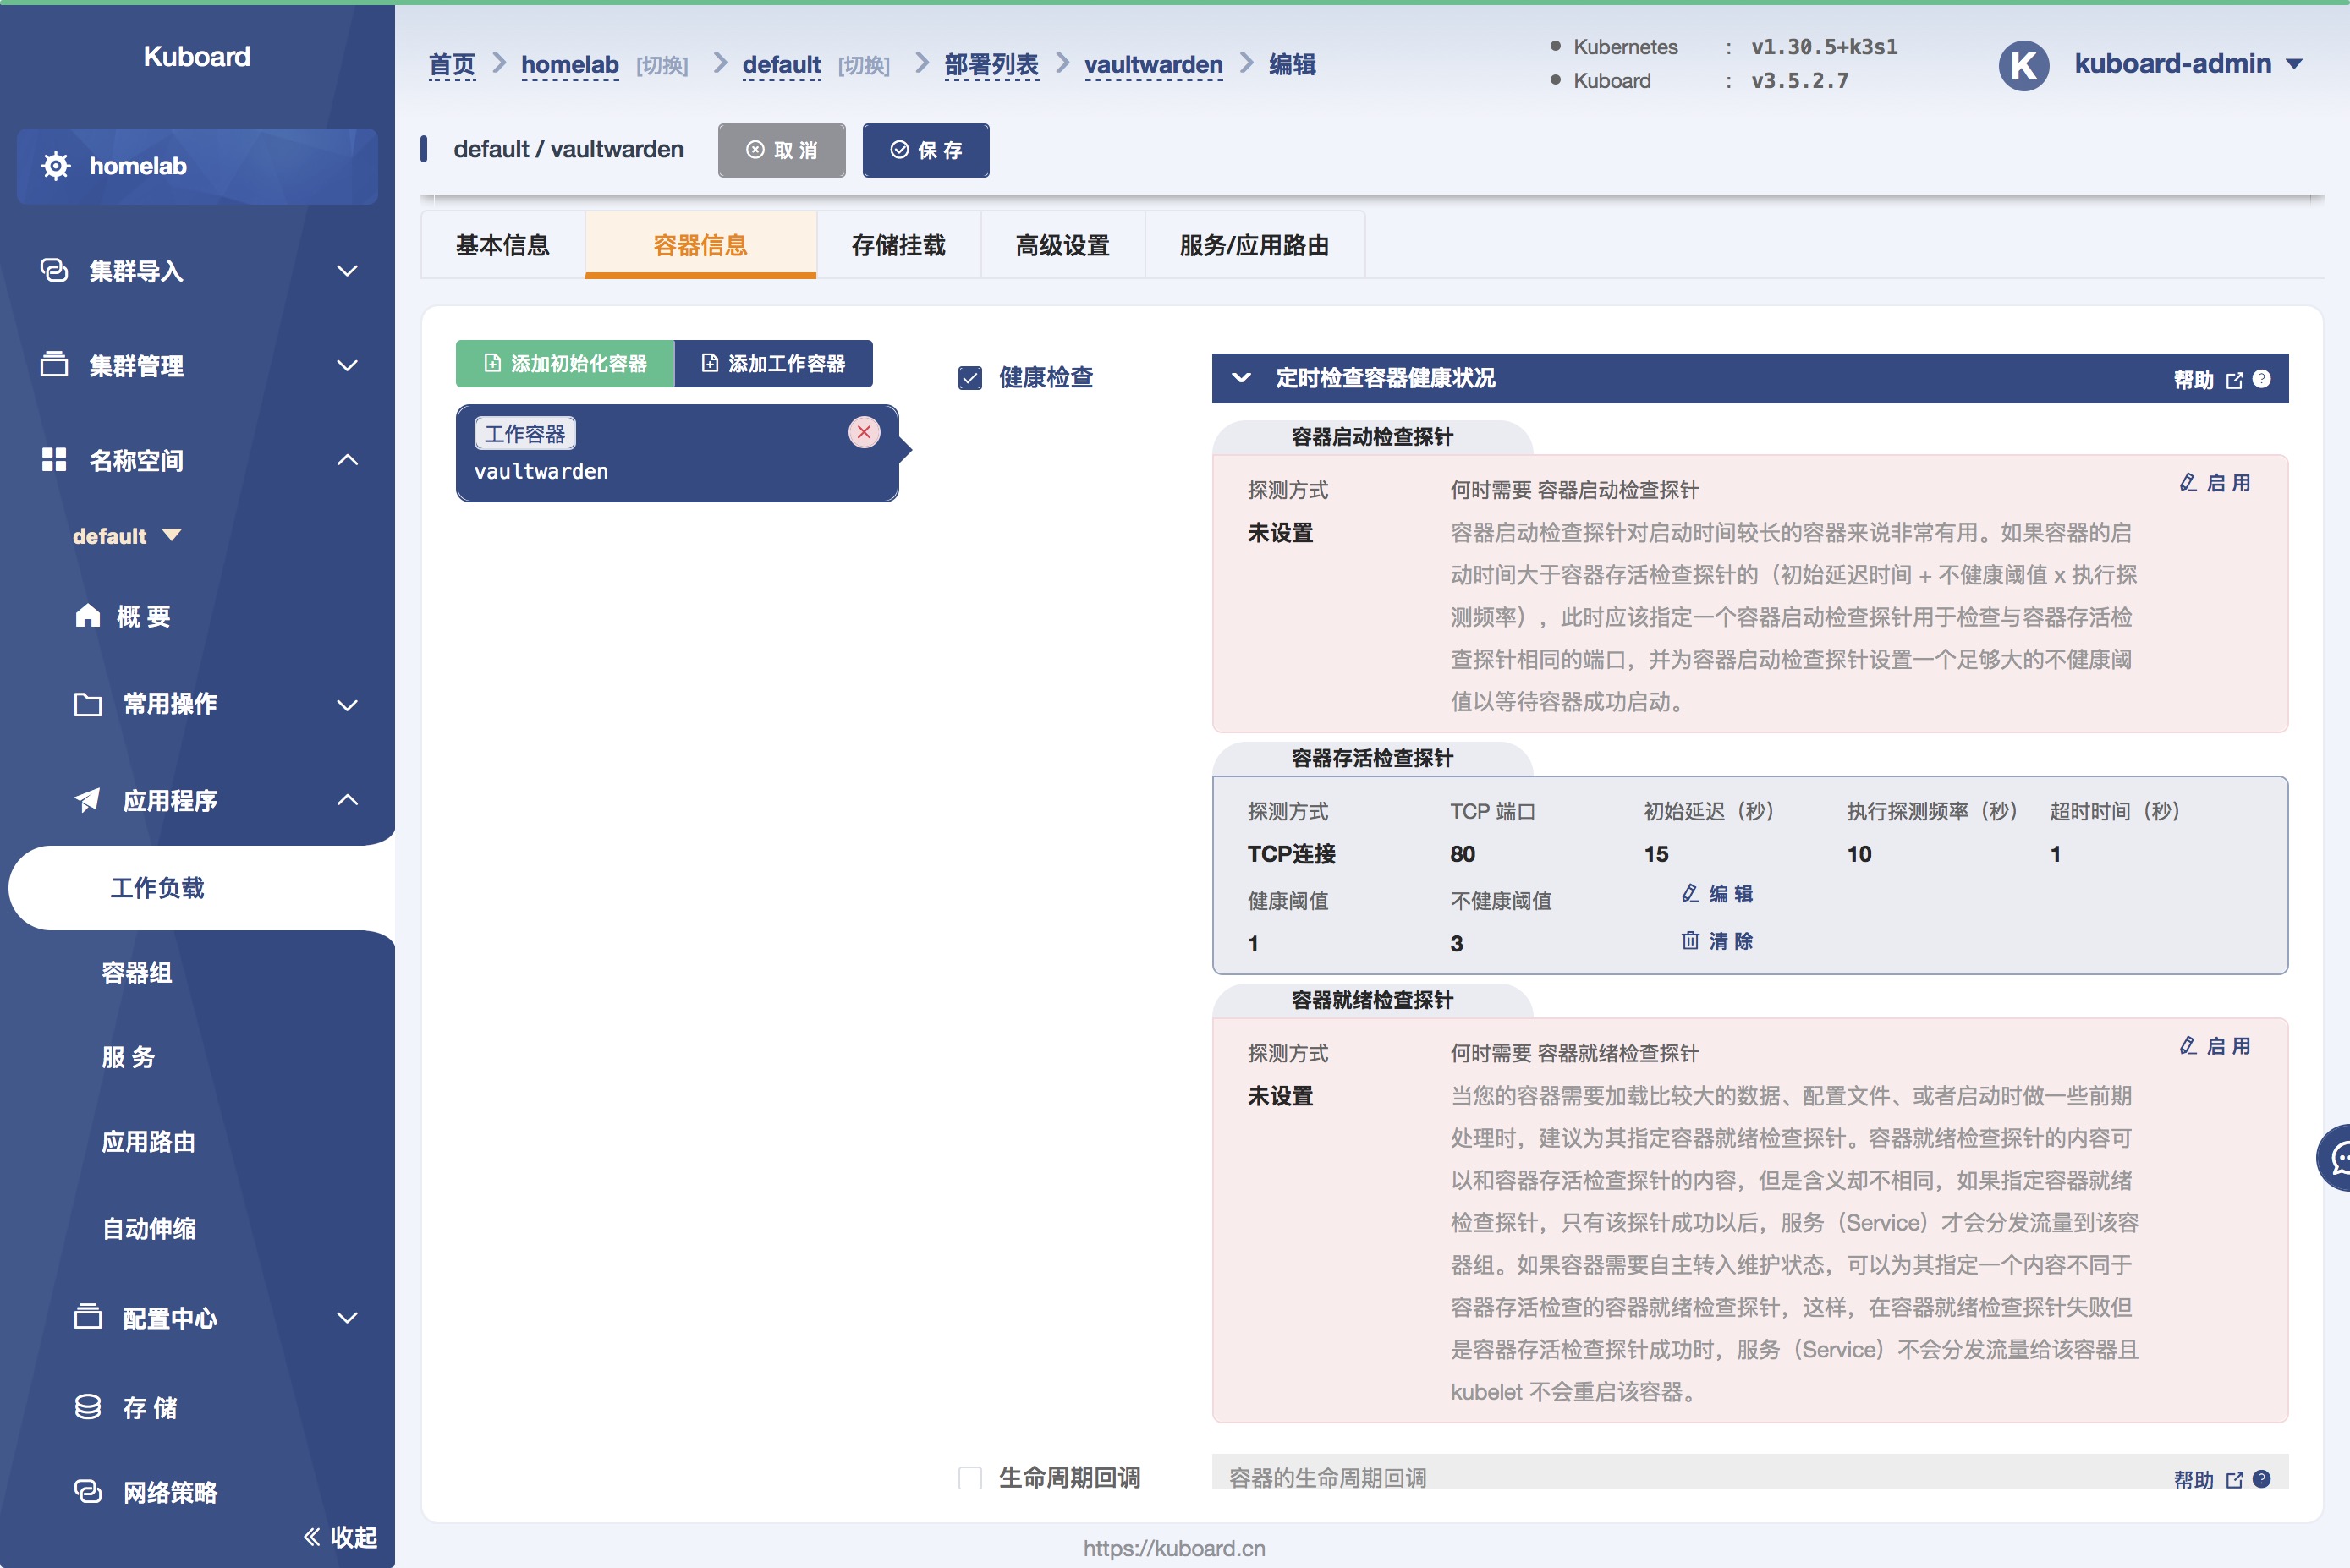 Kuboard
homelab
集群导入
集群管理
名称空间
default
概 要
常用操作
应用程序
工作负载
容器组
服 务
应用路由
自动伸缩
配置中心
存 储
网络策略
收起
首页 homelab [切换] default [切换] 部署列表 vaultwarden 编辑
Kubernetes : v1.30.5+k3s1
Kuboard : v3.5.2.7
K kuboard-admin
default / vaultwarden 取 消 保 存
基本信息 容器信息 存储挂载 高级设置 服务/应用路由
添加初始化容器 添加工作容器
工作容器
vaultwarden
健康检查
定时检查容器健康状况 帮助
容器启动检查探针
探测方式 何时需要 容器启动检查探针 启 用
未设置
容器启动检查探针对启动时间较长的容器来说非常有用。如果容器的启
动时间大于容器存活检查探针的（初始延迟时间 + 不健康阈值 x 执行探
测频率），此时应该指定一个容器启动检查探针用于检查与容器存活检
查探针相同的端口，并为容器启动检查探针设置一个足够大的不健康阈
值以等待容器成功启动。
容器存活检查探针
探测方式 TCP 端口 初始延迟（秒） 执行探测频率（秒） 超时时间（秒）
TCP连接 80 15 10 1
健康阈值 不健康阈值 编 辑
1 3 清 除
容器就绪检查探针
探测方式 何时需要 容器就绪检查探针 启 用
未设置
当您的容器需要加载比较大的数据、配置文件、或者启动时做一些前期
处理时，建议为其指定容器就绪检查探针。容器就绪检查探针的内容可
以和容器存活检查探针的内容，但是含义却不相同，如果指定容器就绪
检查探针，只有该探针成功以后，服务（Service）才会分发流量到该容
器组。如果容器需要自主转入维护状态，可以为其指定一个内容不同于
容器存活检查的容器就绪检查探针，这样，在容器就绪检查探针失败但
是容器存活检查探针成功时，服务（Service）不会分发流量给该容器且
kubelet 不会重启该容器。
生命周期回调 容器的生命周期回调 帮助
https://kuboard.cn